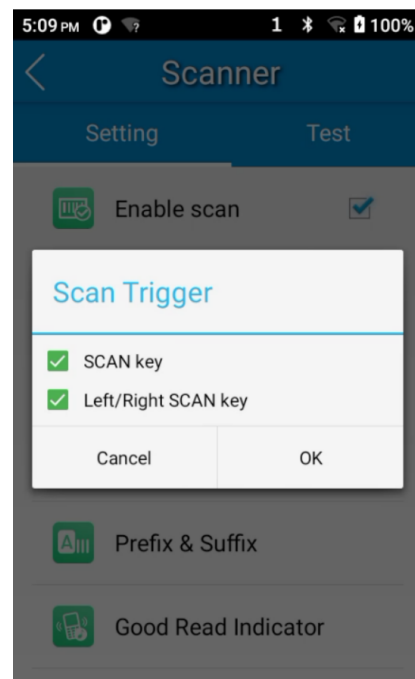 5:09 PM 1 100%
Scanner
Setting Test
Enable scan
Scan Trigger
SCAN key
Left/Right SCAN key
Cancel OK
Prefix & Suffix
Good Read Indicator